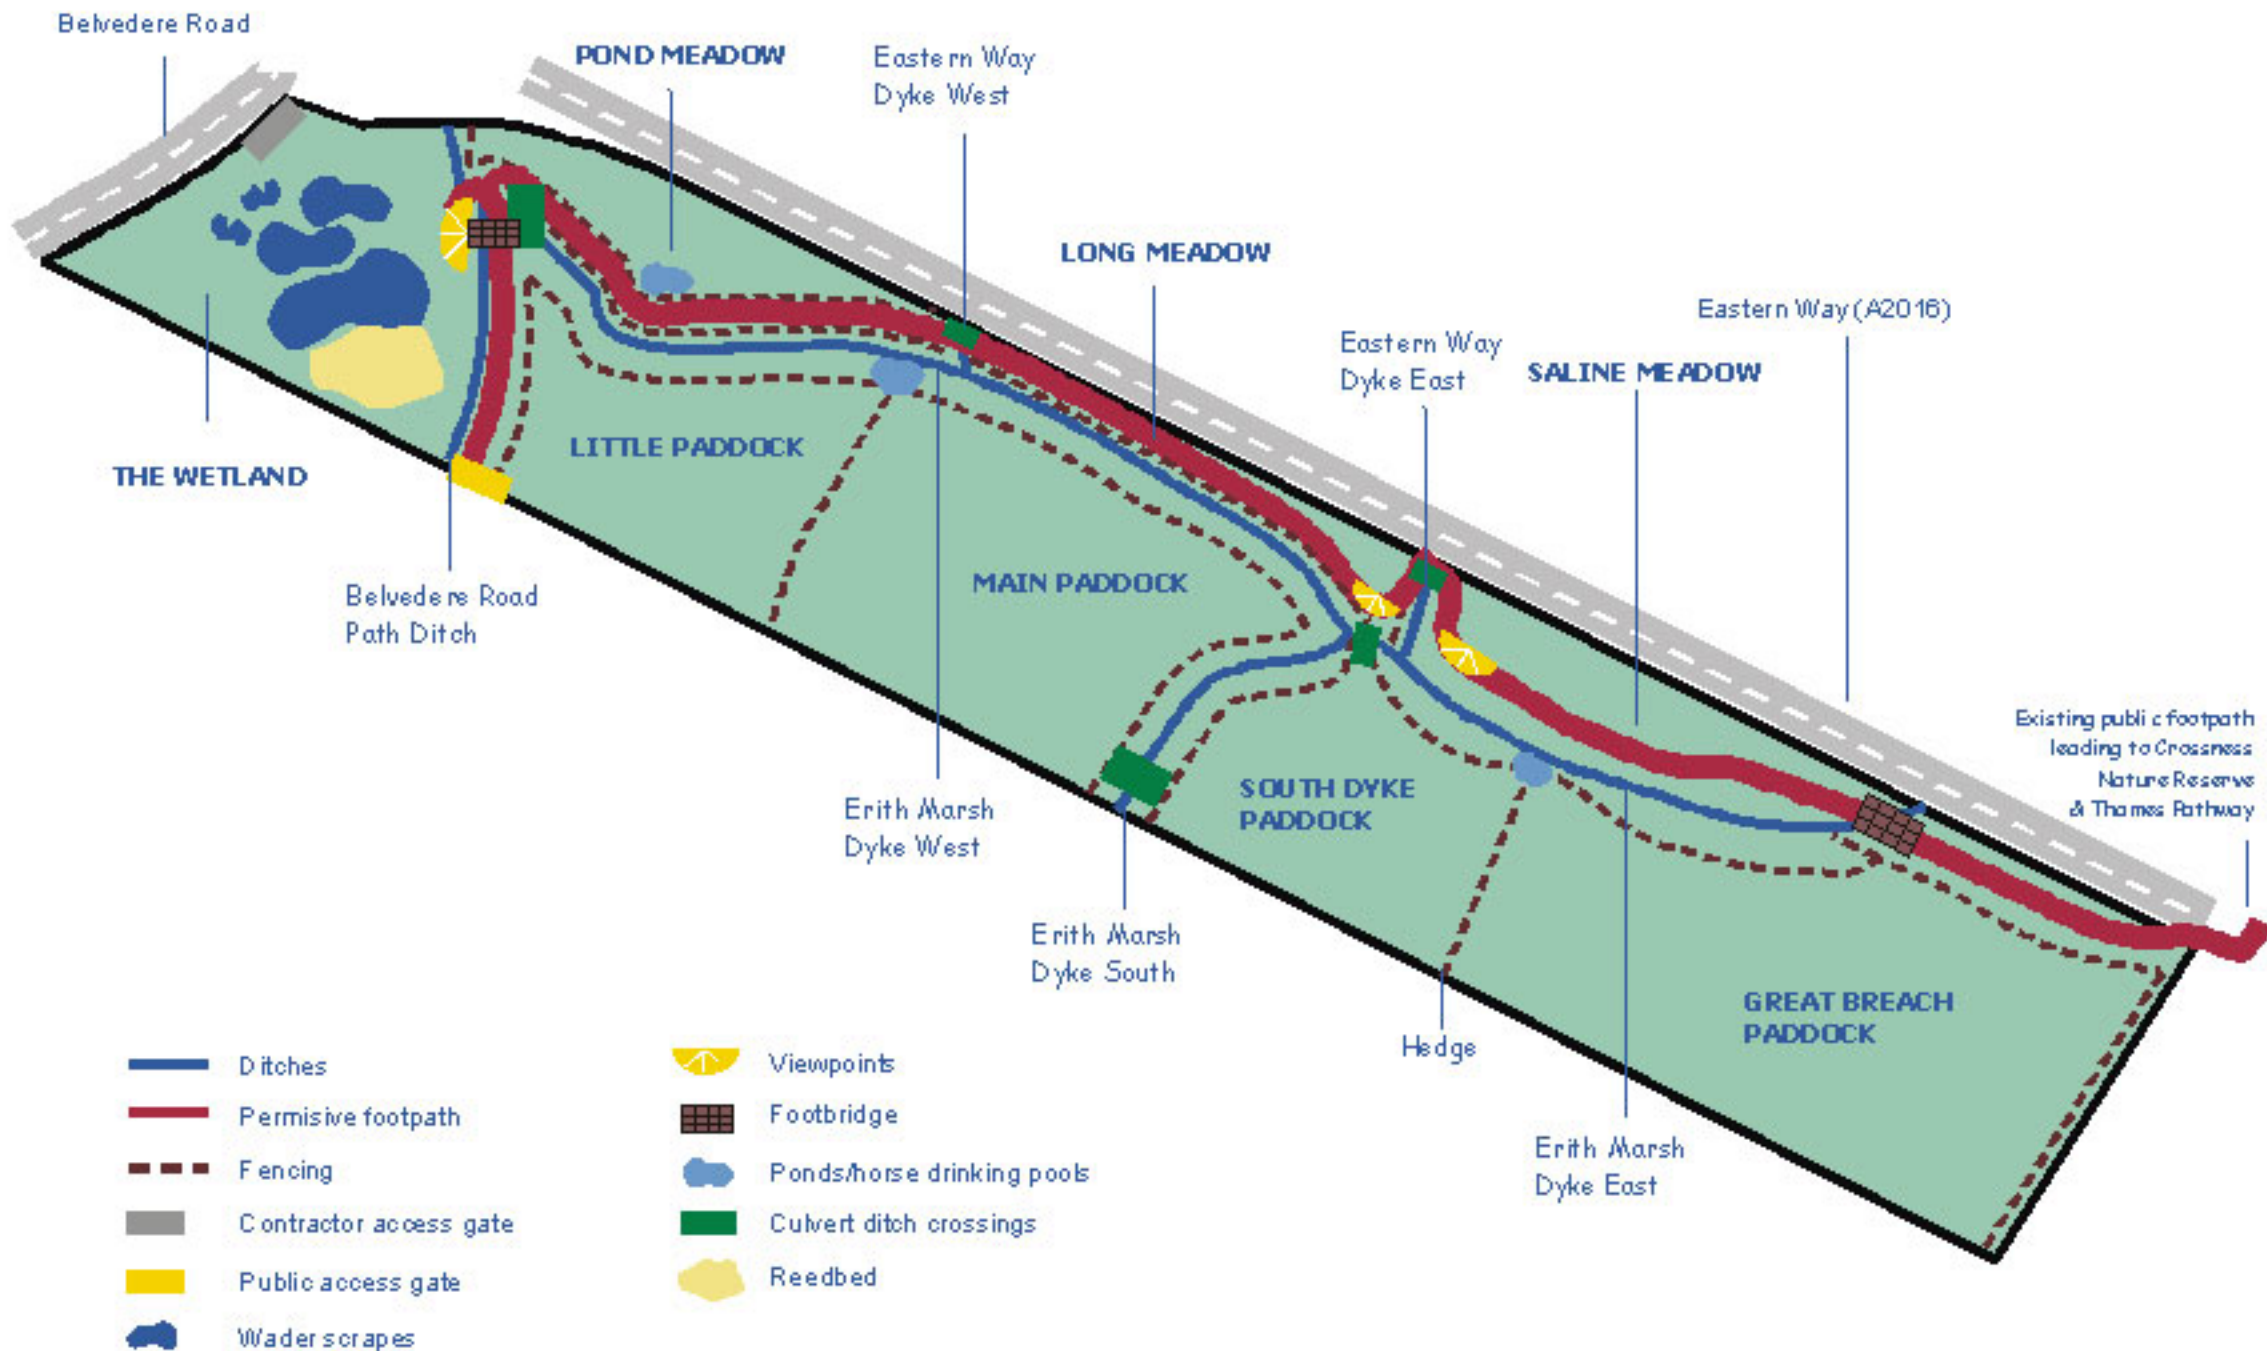 Belvedere Road
POND MEADOW
Eastern Way
Dyke West
LONG MEADOW
Eastern Way (A2016)
Eastern Way
Dyke East
SALINE MEADOW
LITTLE PADDOCK
THE WETLAND
MAIN PADDOCK
Belvedere Road
Path Ditch
Existing public footpath
leading to Crossness
Nature Reserve
& Thames Pathway
SOUTH DYKE
PADDOCK
Erith Marsh
Dyke West
Erith Marsh
Dyke South
GREAT BREACH
PADDOCK
Hedge
Erith Marsh
Dyke East
Ditches
Permisive footpath
Fencing
Contractor access gate
Public access gate
Wader scrapes
Viewpoints
Footbridge
Ponds/horse drinking pools
Culvert ditch crossings
Reedbed